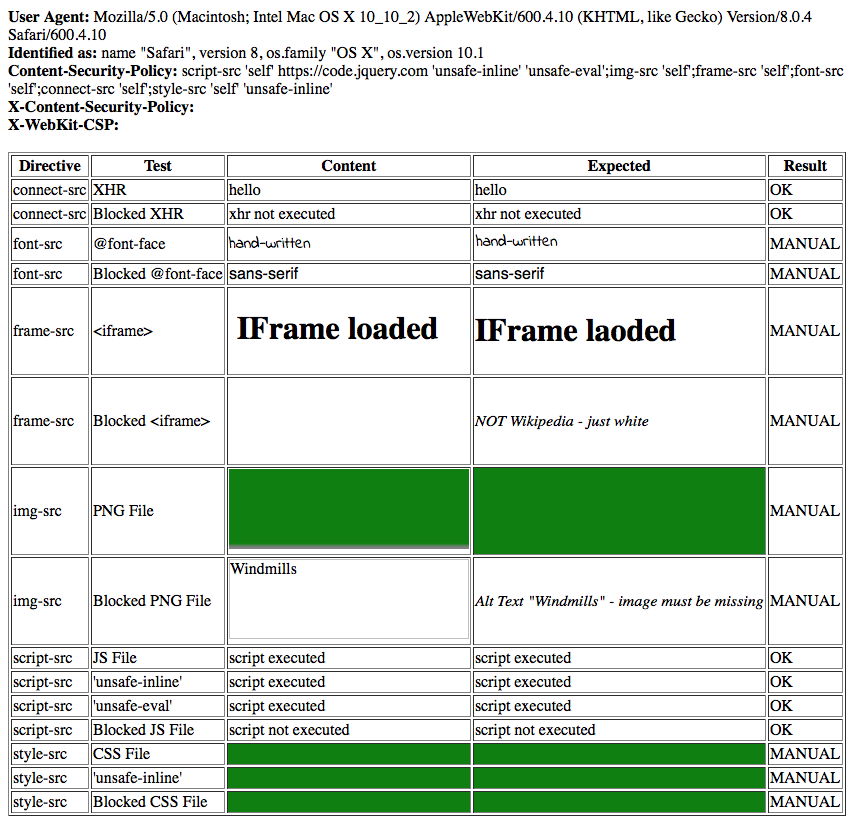 User Agent: Mozilla/5.0 (Macintosh; Intel Mac OS X 10_10_2) AppleWebKit/600.4.10 (KHTML, like Gecko) Version/8.0.4
Safari/600.4.10
Identified as: name "Safari", version 8, os.family "OS X", os.version 10.1
Content-Security-Policy: script-src 'self' https://code.jquery.com 'unsafe-inline' 'unsafe-eval';img-src 'self';frame-src 'self';font-src
'self';connect-src 'self';style-src 'self' 'unsafe-inline'
X-Content-Security-Policy:
X-WebKit-CSP:
Directive Test Content Expected Result
connect-src XHR hello hello OK
connect-src Blocked XHR xhr not executed xhr not executed OK
font-src @font-face hand-written hand-written MANUAL
font-src Blocked @font-face sans-serif sans-serif MANUAL
frame-src <iframe> IFrame loaded IFrame laoded MANUAL
frame-src Blocked <iframe> NOT Wikipedia - just white MANUAL
img-src PNG File MANUAL
img-src Blocked PNG File Windmills Alt Text "Windmills" - image must be missing MANUAL
script-src JS File script executed script executed OK
script-src 'unsafe-inline' script executed script executed OK
script-src 'unsafe-eval' script executed script executed OK
script-src Blocked JS File script not executed script not executed OK
style-src CSS File MANUAL
style-src 'unsafe-inline' MANUAL
style-src Blocked CSS File MANUAL